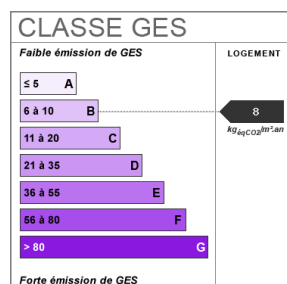 CLASSE GES
Faible émission de GES
LOGEMENT
≤ 5 A
6 à 10 B
8
kgéqCO2/m².an
11 à 20 C
21 à 35 D
36 à 55 E
56 à 80 F
> 80 G
Forte émission de GES